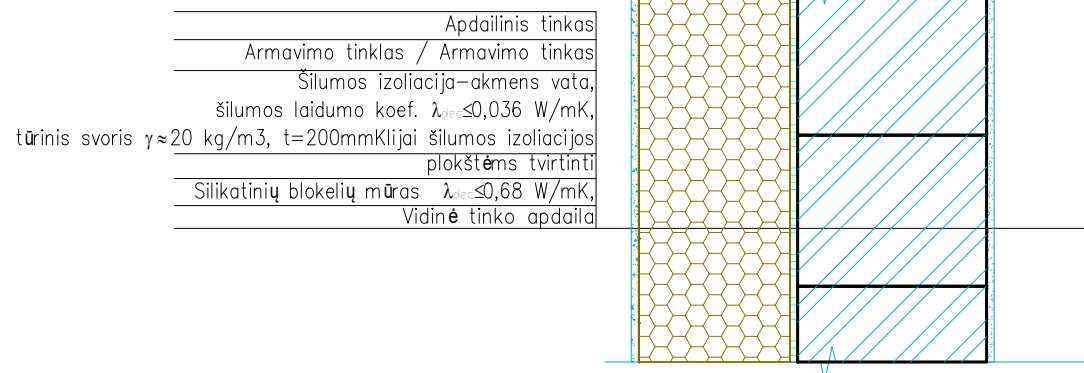 Apdailinis tinkas
Armavimo tinklas / Armavimo tinkas
Šilumos izoliacija-akmens vata,
šilumos laidumo koef. λdec≤0,036 W/mK,
tūrinis svoris γ≈20 kg/m3, t=200mmKlijai šilumos izoliacijos
plokštėms tvirtinti
Silikatinių blokelių mūras λdec≤0,68 W/mK,
Vidinė tinko apdaila